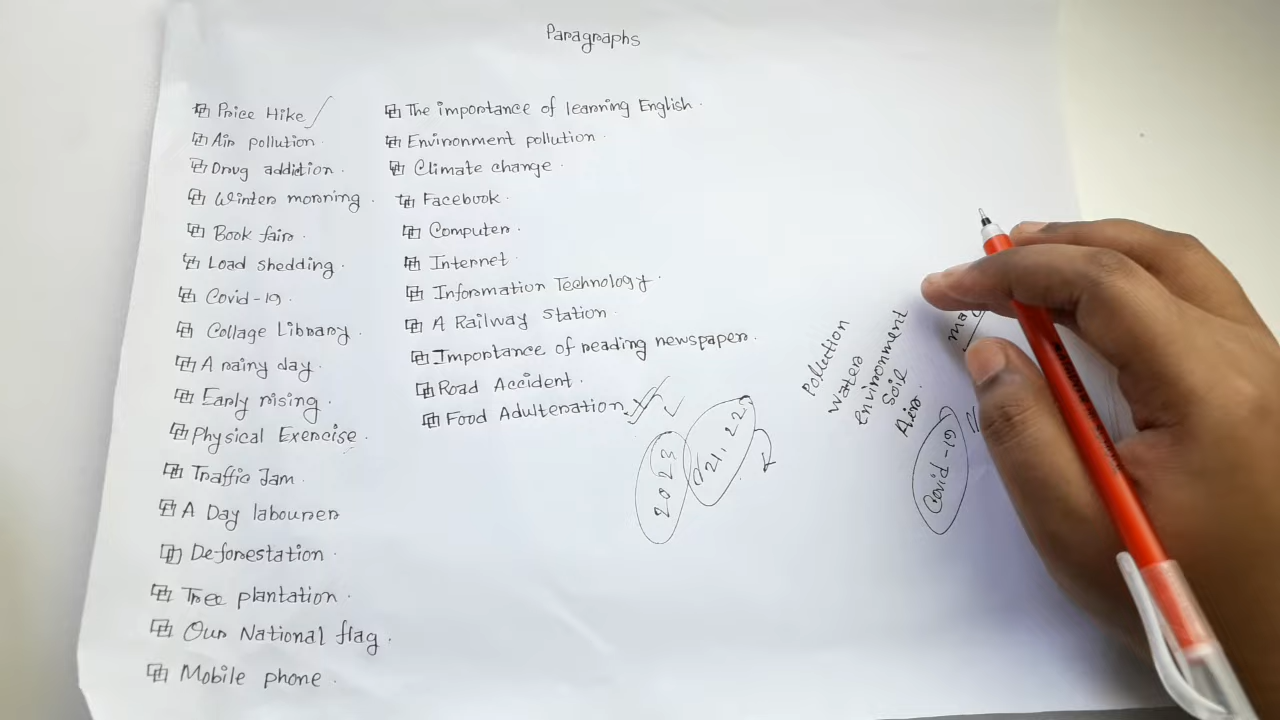 Paragraphs
Price Hike
Air pollution.
Drug addiction.
Winter morning.
Book fair.
Load shedding.
Covid-19.
Collage Library.
A rainy day.
Early rising.
Physical Exercise.
Traffic Jam.
A Day labourer
Deforestation.
Tree plantation.
Our National flag.
Mobile phone.
The importance of learning English.
Environment pollution.
Climate change.
Facebook.
Computer.
Internet.
Information Technology.
A Railway station.
Importance of reading newspaper.
Road Accident.
Food Adulteration
2023
21, 22
Pollution
Water
environment
Soil
Air.
Covid-19